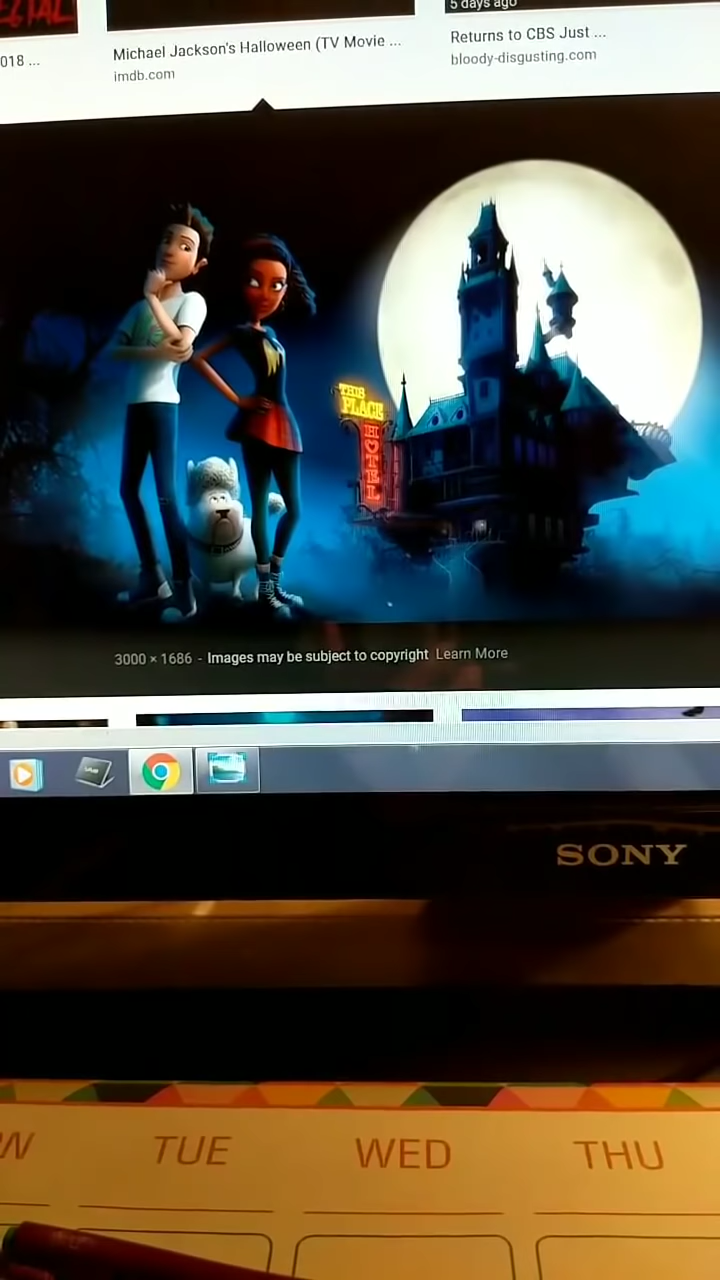 5 days ago
018 ...
Michael Jackson's Halloween (TV Movie ...
imdb.com
Returns to CBS Just ...
bloody-disgusting.com
THIS
PLACE
HOTEL
3000 × 1686 - Images may be subject to copyright Learn More
SONY
TUE
WED
THU